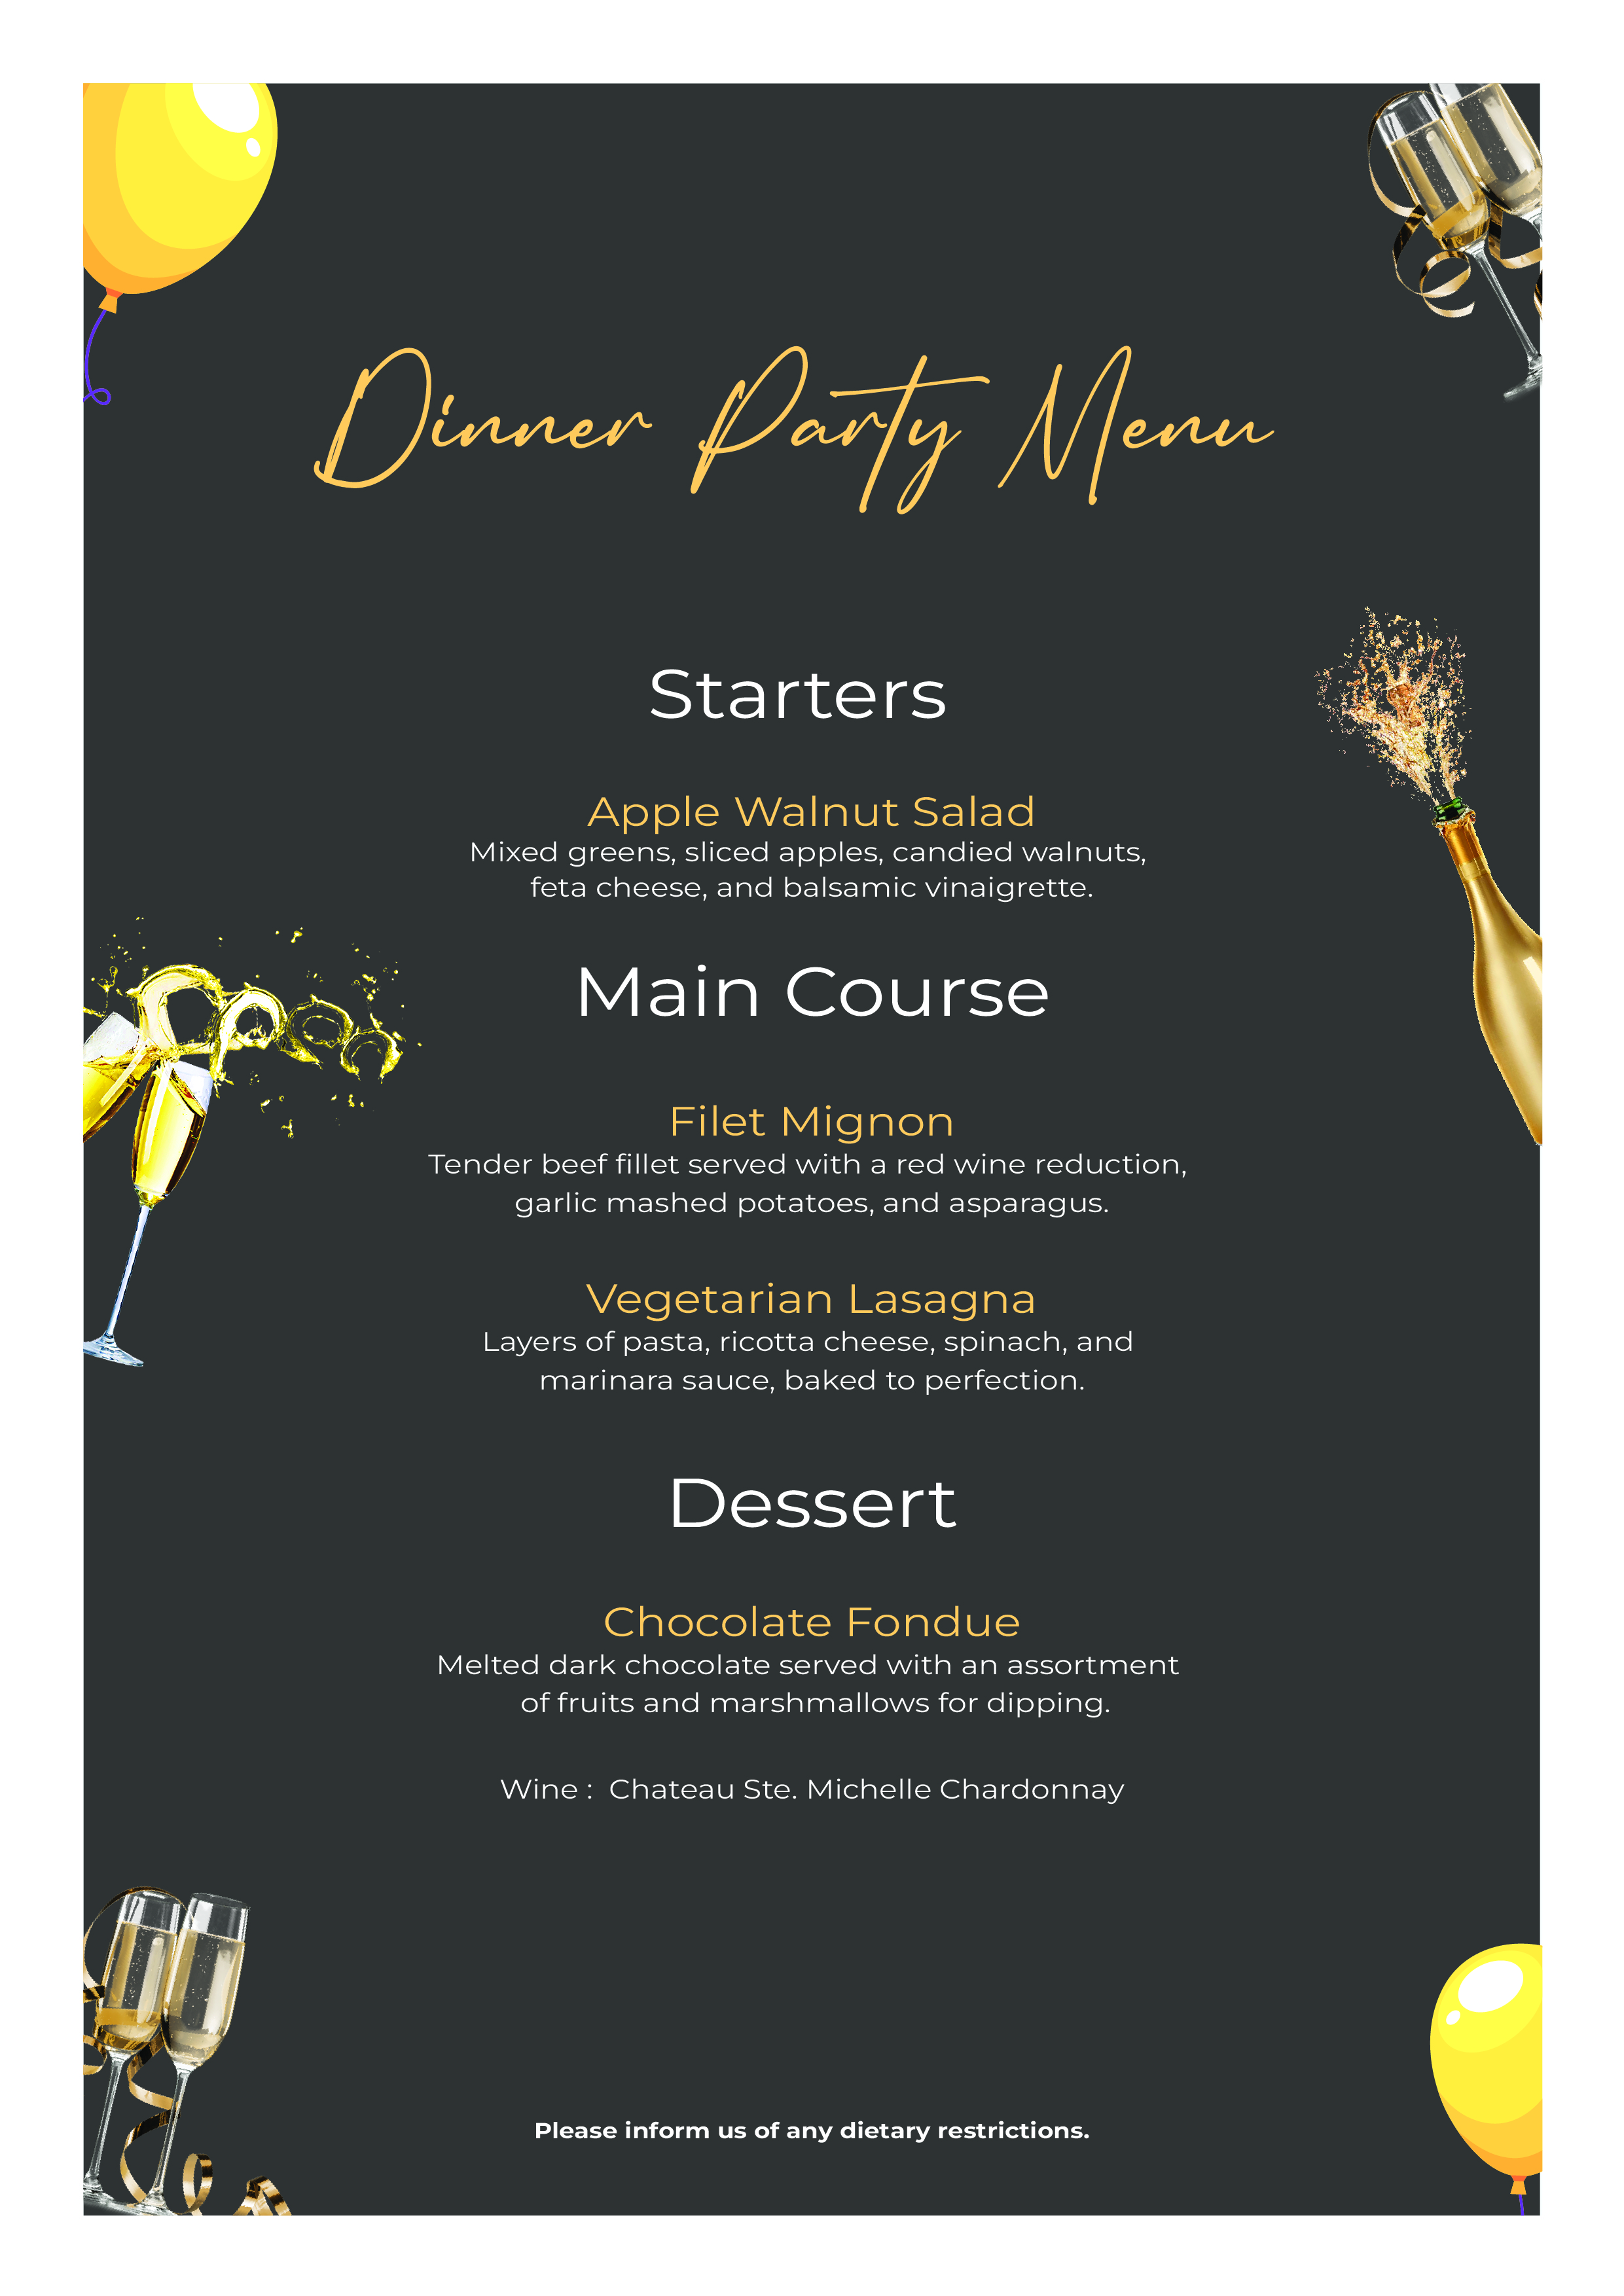 Dinner Party Menu
Starters
Apple Walnut Salad
Mixed greens, sliced apples, candied walnuts,
feta cheese, and balsamic vinaigrette.
Main Course
Filet Mignon
Tender beef fillet served with a red wine reduction,
garlic mashed potatoes, and asparagus.
Vegetarian Lasagna
Layers of pasta, ricotta cheese, spinach, and
marinara sauce, baked to perfection.
Dessert
Chocolate Fondue
Melted dark chocolate served with an assortment
of fruits and marshmallows for dipping.
Wine :  Chateau Ste. Michelle Chardonnay
Please inform us of any dietary restrictions.